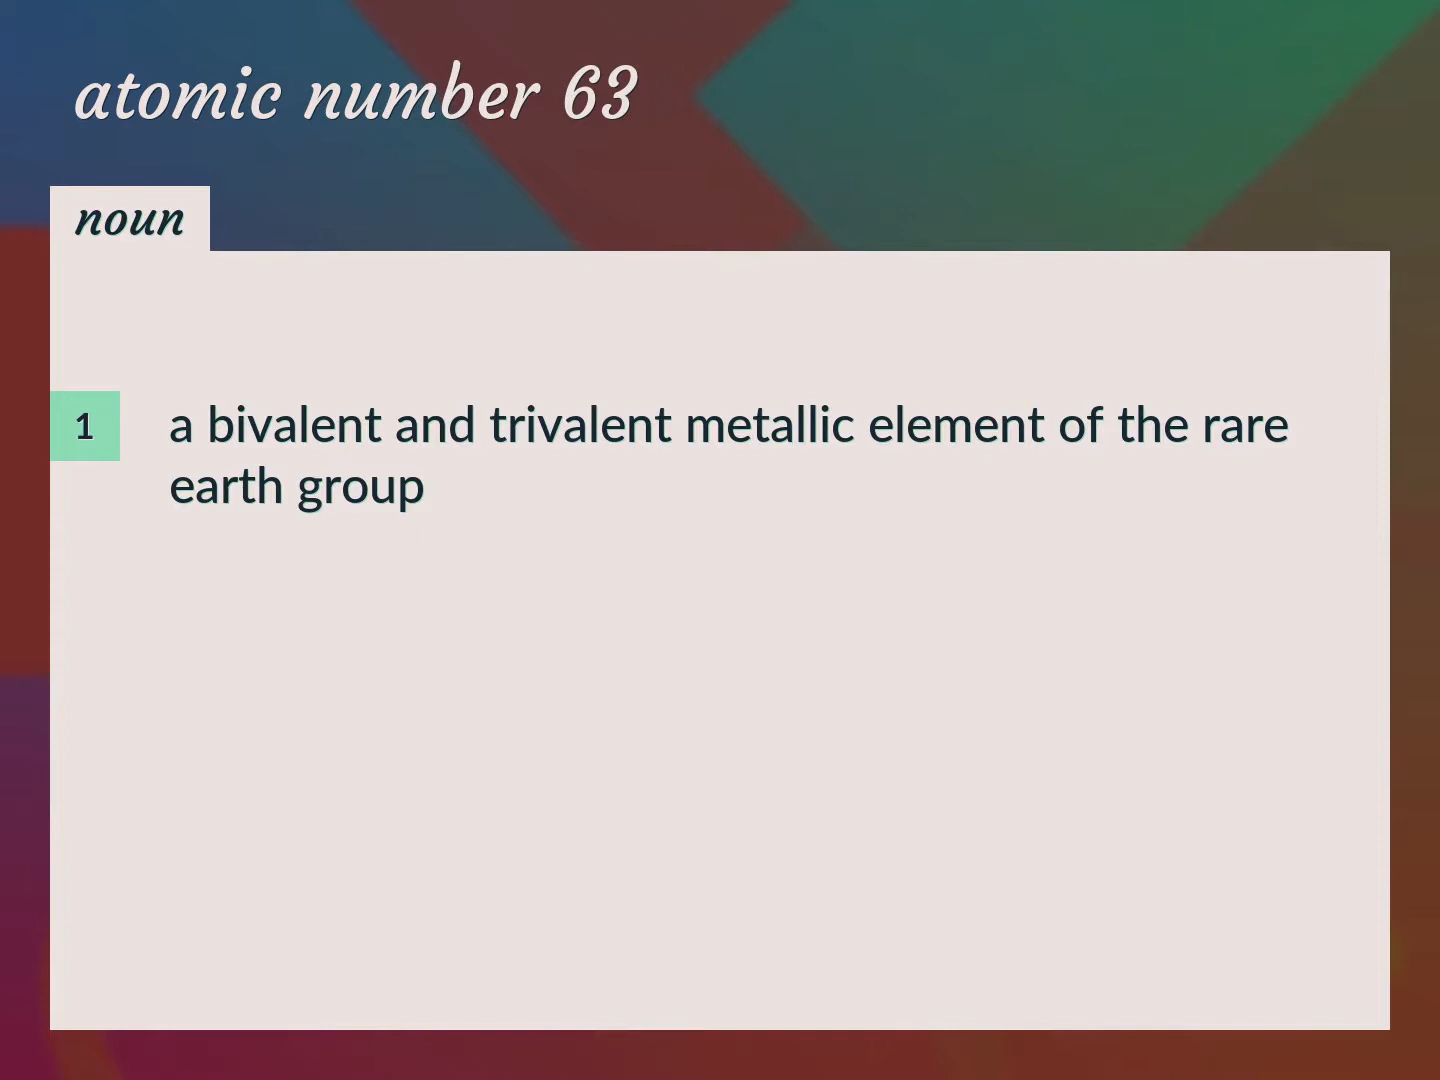 atomic number 63
noun
1
a bivalent and trivalent metallic element of the rare
earth group